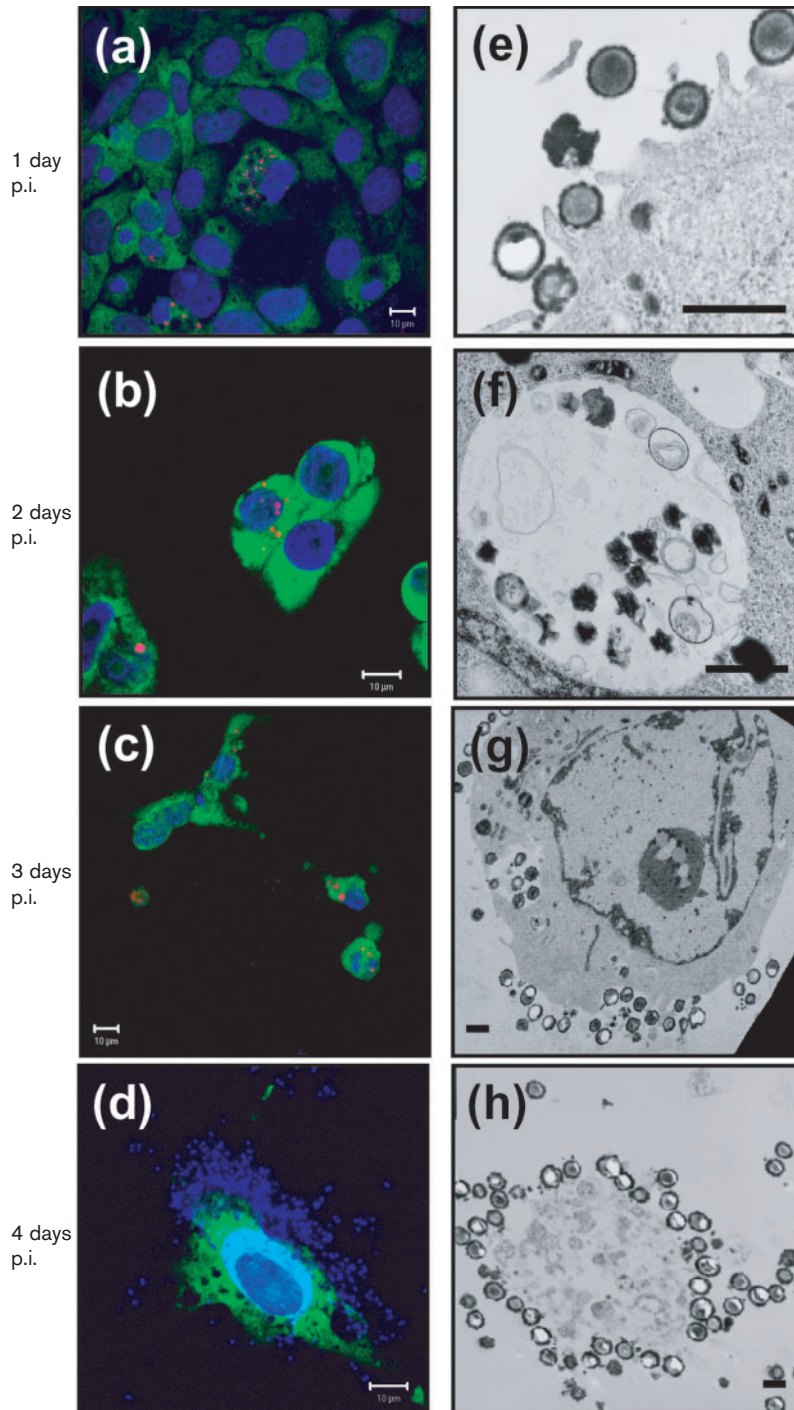 (a)
(e)
1 day
p.i.
10 µm
(b)
(f)
2 days
p.i.
10 µm
(c)
(g)
3 days
p.i.
10 µm
(d)
(h)
4 days
p.i.
10 µm